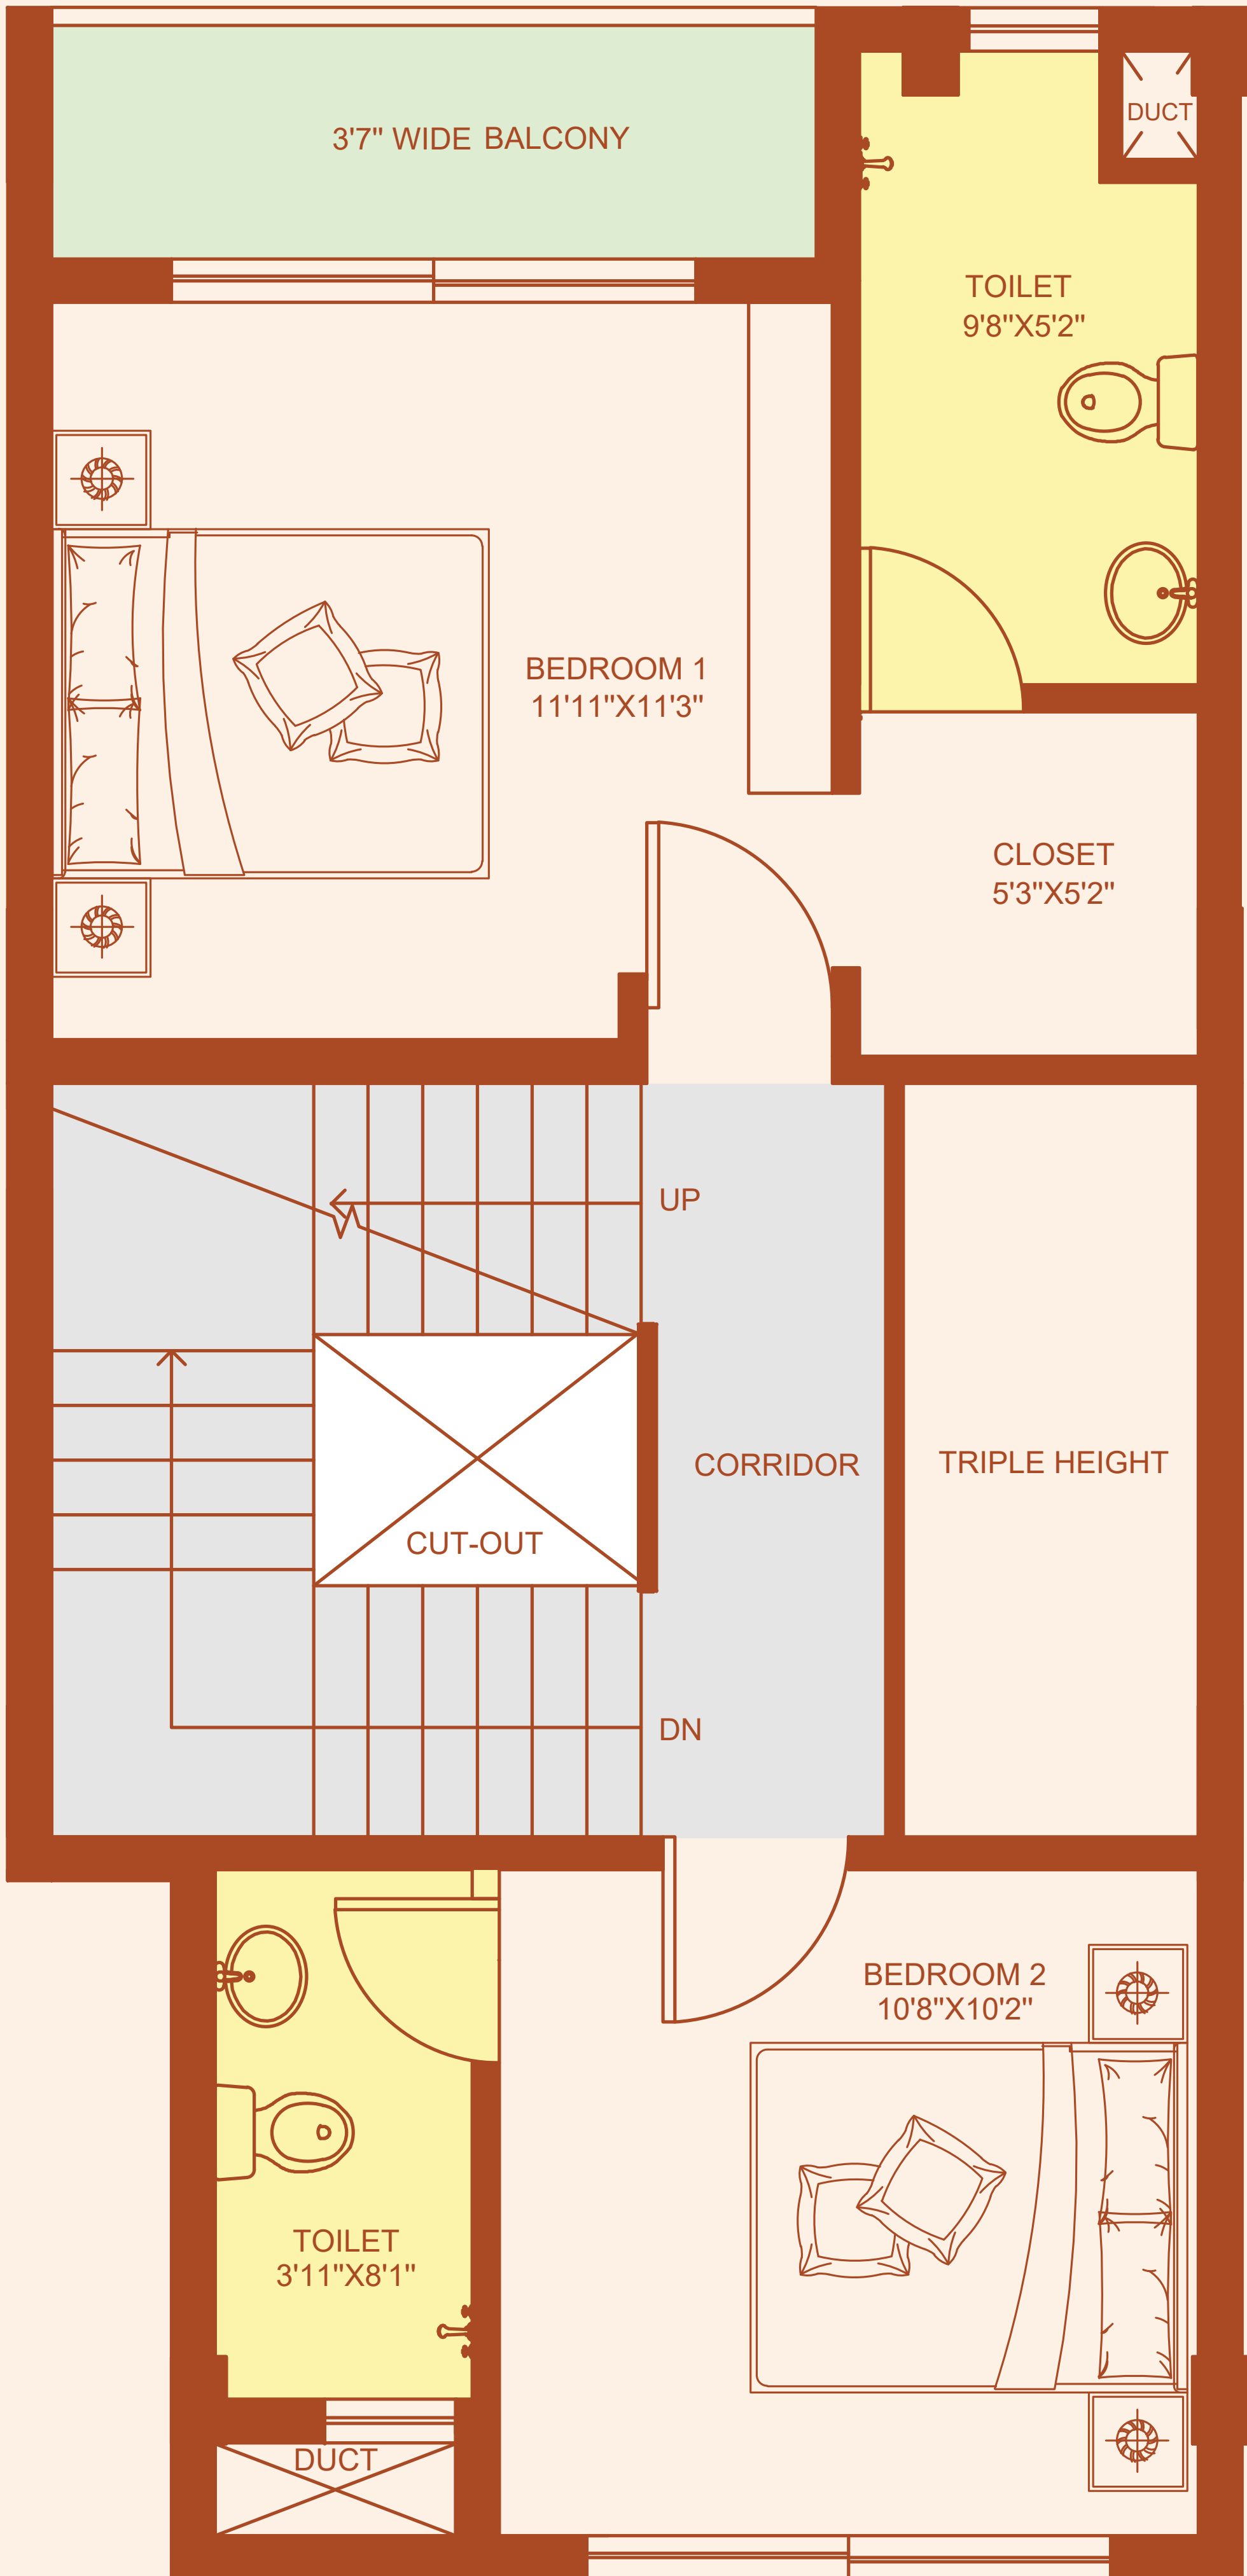 3'7" WIDE BALCONY
DUCT
TOILET
9'8"X5'2"
BEDROOM 1
11'11"X11'3"
CLOSET
5'3"X5'2"
UP
CORRIDOR
TRIPLE HEIGHT
CUT-OUT
DN
BEDROOM 2
10'8"X10'2"
TOILET
3'11"X8'1"
DUCT